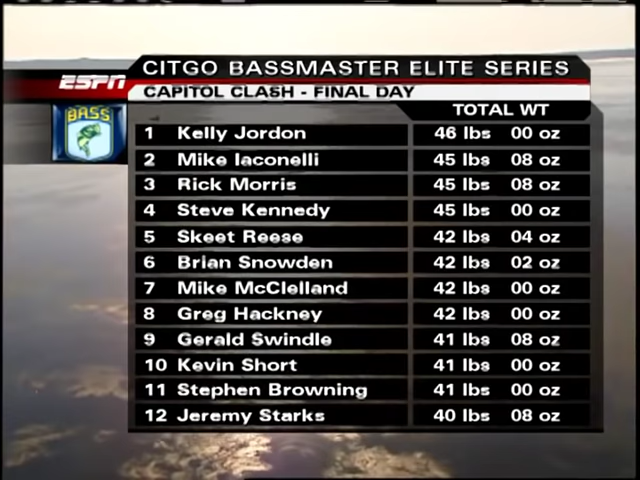 ESPN
CITGO BASSMASTER ELITE SERIES
CAPITOL CLASH - FINAL DAY
BASS
TOTAL WT
1 Kelly Jordon 46 lbs 00 oz
2 Mike Iaconelli 45 lbs 08 oz
3 Rick Morris 45 lbs 08 oz
4 Steve Kennedy 45 lbs 00 oz
5 Skeet Reese 42 lbs 04 oz
6 Brian Snowden 42 lbs 02 oz
7 Mike McClelland 42 lbs 00 oz
8 Greg Hackney 42 lbs 00 oz
9 Gerald Swindle 41 lbs 08 oz
10 Kevin Short 41 lbs 00 oz
11 Stephen Browning 41 lbs 00 oz
12 Jeremy Starks 40 lbs 08 oz